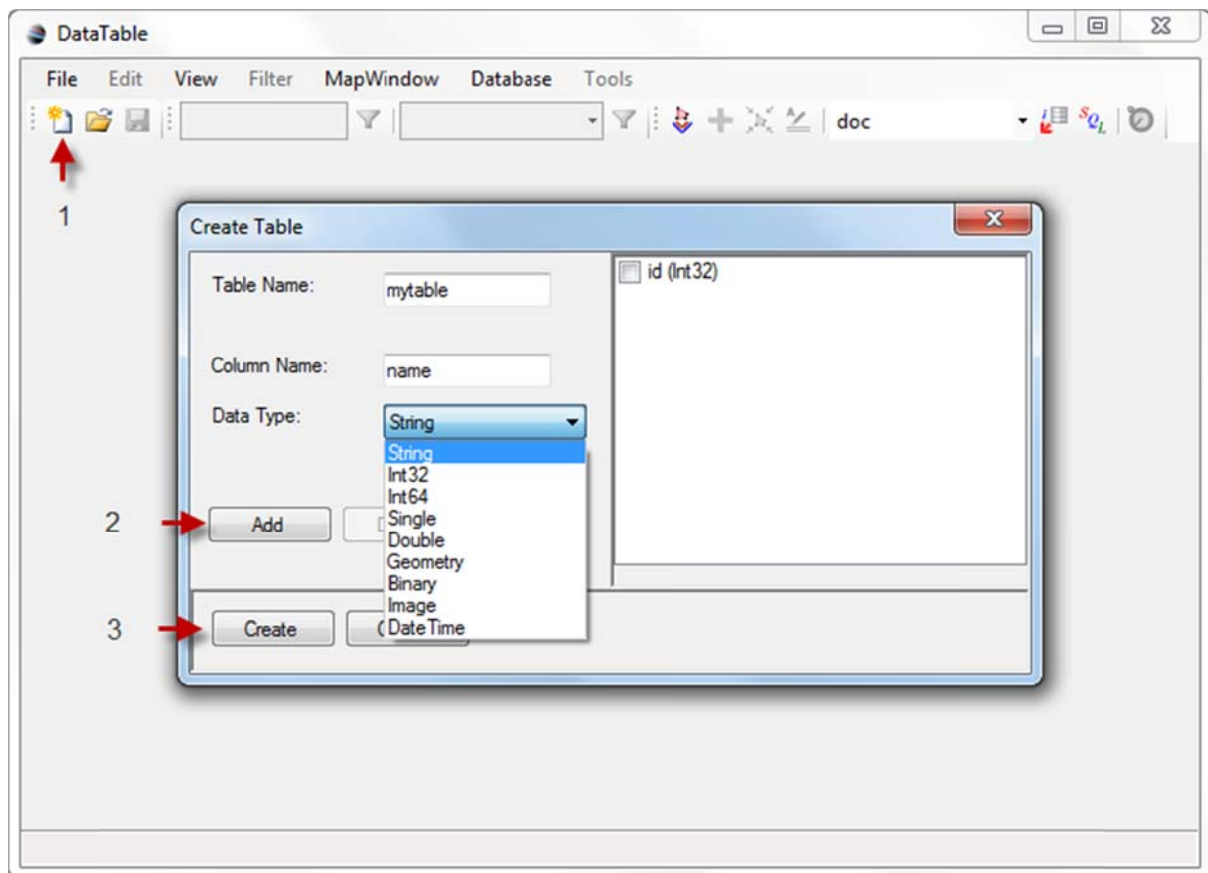 DataTable
File Edit View Filter MapWindow Database Tools
doc
SQL
1
Create Table
Table Name: mytable
id (Int32)
Column Name: name
Data Type: String
String
Int32
Int64
Single
Double
Geometry
Binary
Image
DateTime
2 Add
3 Create